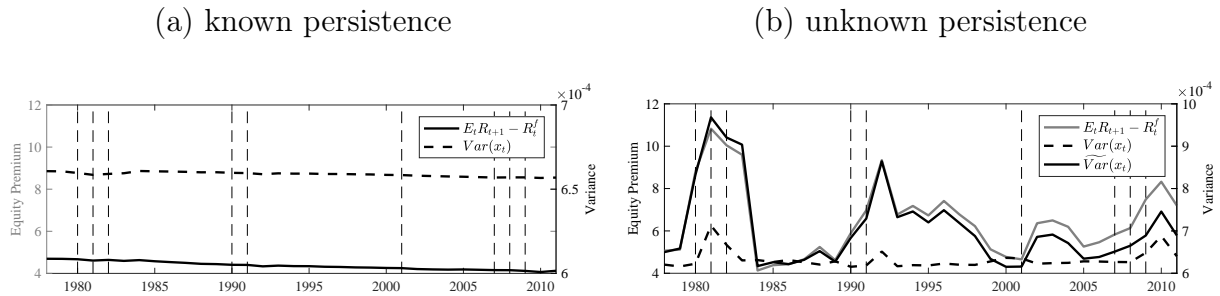 (a) known persistence
(b) unknown persistence
×10⁻⁴
12
10
8
6
4
Equity Premium
7
6.5
6
Variance
E_tR_{t+1} − R_t^f
Var(x_t)
1980 1985 1990 1995 2000 2005 2010
×10⁻⁴
12
10
8
6
4
Equity Premium
10
9
8
7
6
Variance
E_tR_{t+1} − R_t^f
Var(x_t)
\widetilde{Var}(x_t)
1980 1985 1990 1995 2000 2005 2010